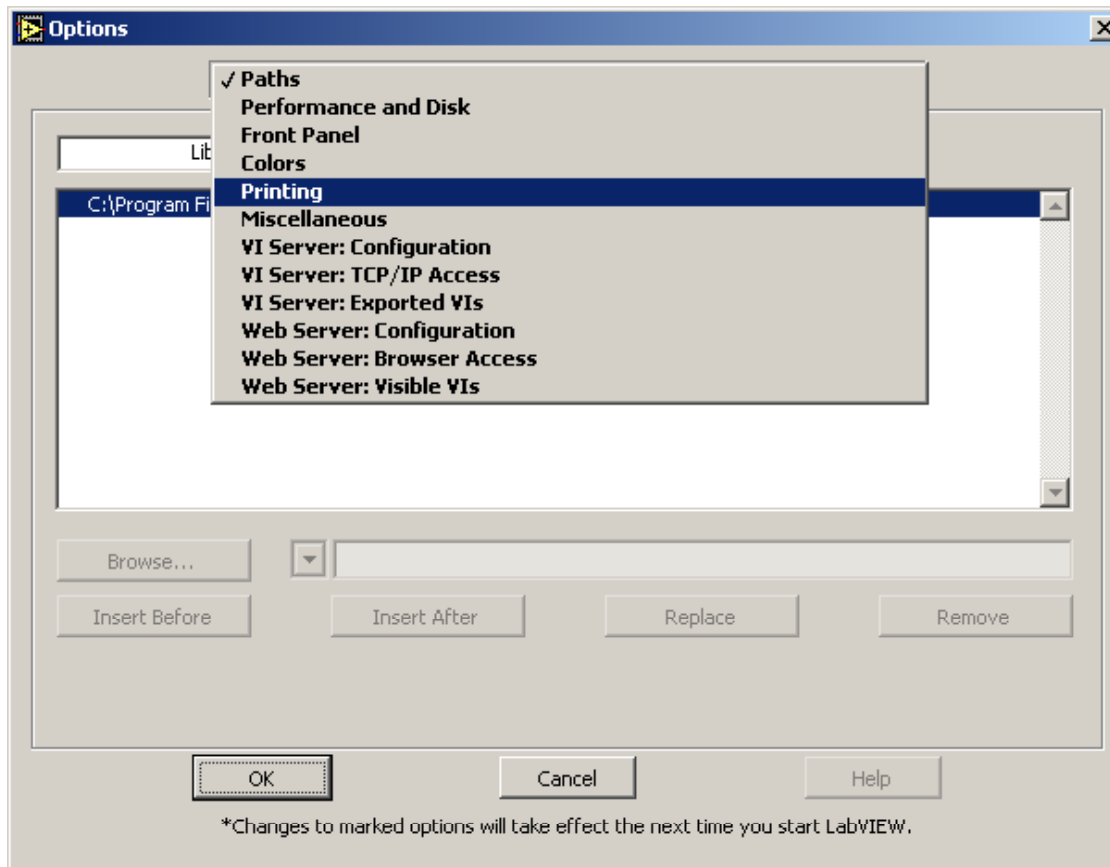 Options
✓ Paths
Performance and Disk
Front Panel
Colors
Printing
Miscellaneous
VI Server: Configuration
VI Server: TCP/IP Access
VI Server: Exported VIs
Web Server: Configuration
Web Server: Browser Access
Web Server: Visible VIs
C:\Program
Browse...
Insert Before Insert After Replace Remove
OK Cancel Help
*Changes to marked options will take effect the next time you start LabVIEW.